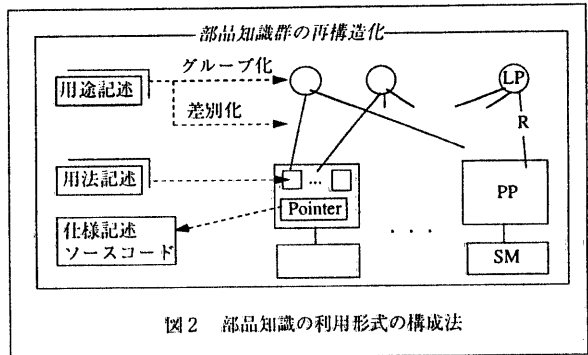 部品知識群の再構造化
用途記述
グループ化
差別化
LP
R
用法記述
...
Pointer
PP
仕様記述
ソースコード
. . .
SM
図2 部品知識の利用形式の構成法